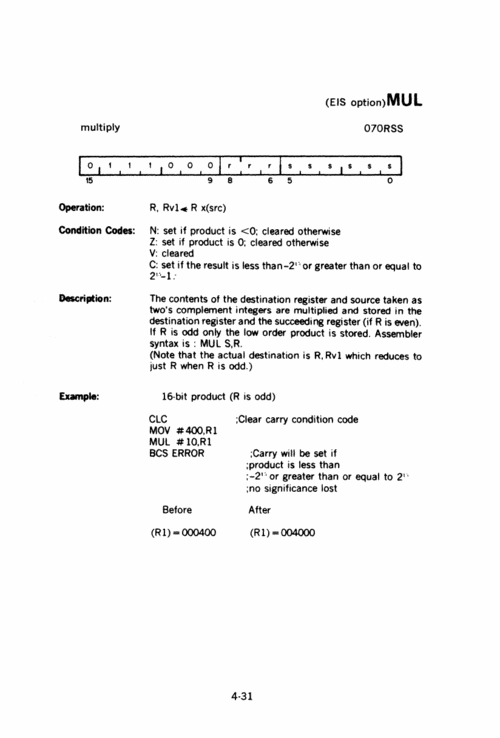 (EIS option)MUL
multiply 070RSS
0 1 1 1 0 0 0 r r r s s s s s s
15 9 8 6 5 0
Operation: R, Rv1◄ R x(src)
Condition Codes: N: set if product is <0; cleared otherwise
Z: set if product is 0; cleared otherwise
V: cleared
C: set if the result is less than-2¹⁵ or greater than or equal to
2¹⁵-1.
Description: The contents of the destination register and source taken as
two's complement integers are multiplied and stored in the
destination register and the succeeding register (if R is even).
If R is odd only the low order product is stored. Assembler
syntax is : MUL S,R.
(Note that the actual destination is R,Rv1 which reduces to
just R when R is odd.)
Example: 16-bit product (R is odd)
CLC ;Clear carry condition code
MOV #400,R1
MUL #10,R1
BCS ERROR ;Carry will be set if
;product is less than
;-2¹⁵ or greater than or equal to 2¹⁵
;no significance lost
Before After
(R1)=000400 (R1)=004000
4-31